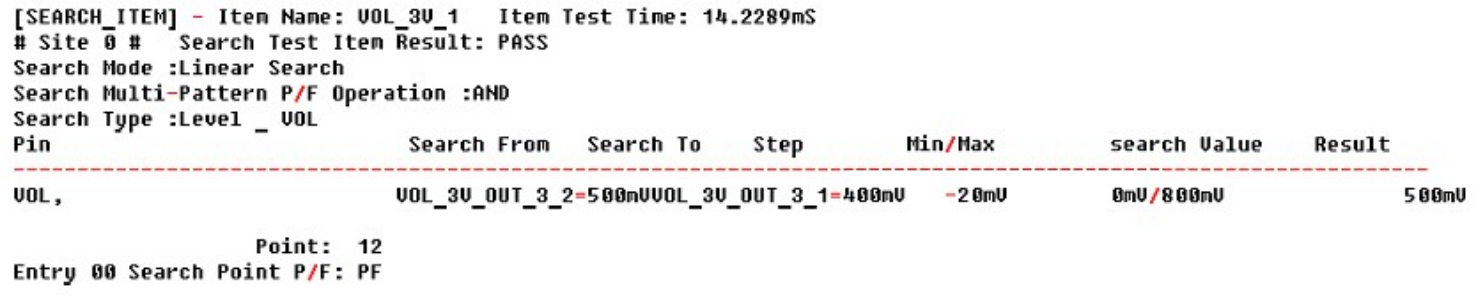 [SEARCH_ITEM] - Item Name: VOL_3V_1 Item Test Time: 14.2289mS
# Site 0 # Search Test Item Result: PASS
Search Mode :Linear Search
Search Multi-Pattern P/F Operation :AND
Search Type :Level _ VOL
Pin Search From Search To Step Min/Max search Value Result
VOL, VOL_3V_OUT_3_2=500mVVOL_3V_OUT_3_1=400mV -20mV 0mV/800mV 500mV
Point: 12
Entry 00 Search Point P/F: PF